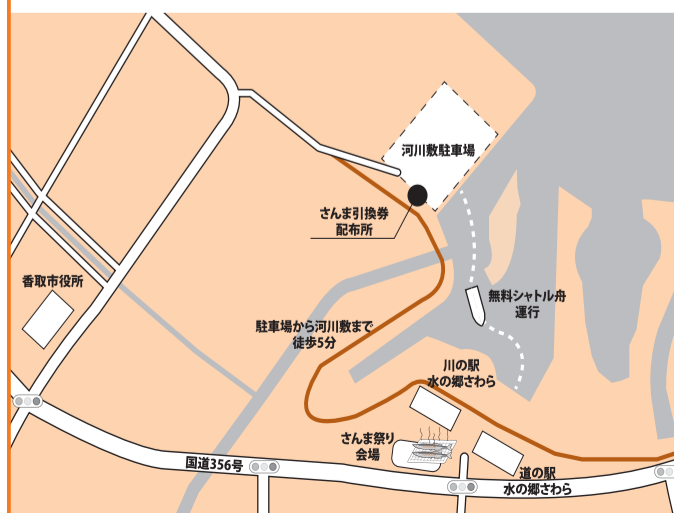 河川敷駐車場
さんま引換券
配布所
香取市役所
無料シャトル舟
運行
駐車場から河川敷まで
徒歩5分
川の駅
水の郷さわら
さんま祭り
会場
国道356号
道の駅
水の郷さわら